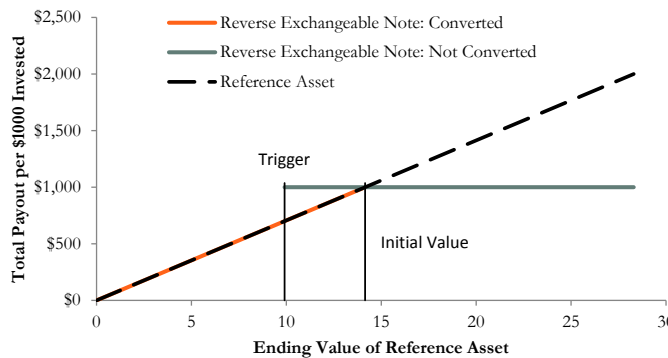 $2,500
Reverse Exchangeable Note: Converted
Reverse Exchangeable Note: Not Converted
Reference Asset
$2,000
$1,500
Trigger
$1,000
$500
Initial Value
$0
0 5 10 15 20 25 30
Total Payout per $1000 Invested
Ending Value of Reference Asset